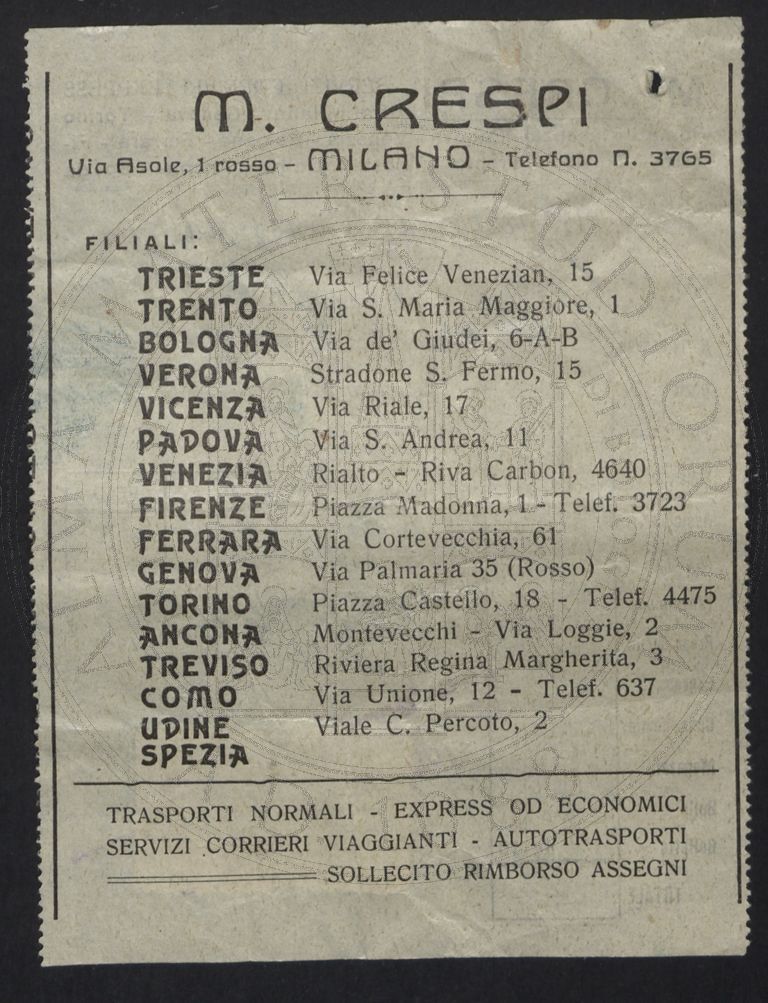 M. CRESPI
Via Asole, 1 rosso - MILANO - Telefono N. 3765
FILIALI:
TRIESTE Via Felice Venezian, 15
TRENTO Via S. Maria Maggiore, 1
BOLOGNA Via de' Giudei, 6-A-B
VERONA Stradone S. Fermo, 15
VICENZA Via Riale, 17
PADOVA Via S. Andrea, 11
VENEZIA Rialto - Riva Carbon, 4640
FIRENZE Piazza Madonna, 1 - Telef. 3723
FERRARA Via Cortevecchia, 61
GENOVA Via Palmaria 35 (Rosso)
TORINO Piazza Castello, 18 - Telef. 4475
ANCONA Montevecchi - Via Loggie, 2
TREVISO Riviera Regina Margherita, 3
COMO Via Unione, 12 - Telef. 637
UDINE Viale C. Percoto, 2
SPEZIA
TRASPORTI NORMALI - EXPRESS OD ECONOMICI
SERVIZI CORRIERI VIAGGIANTI - AUTOTRASPORTI
SOLLECITO RIMBORSO ASSEGNI